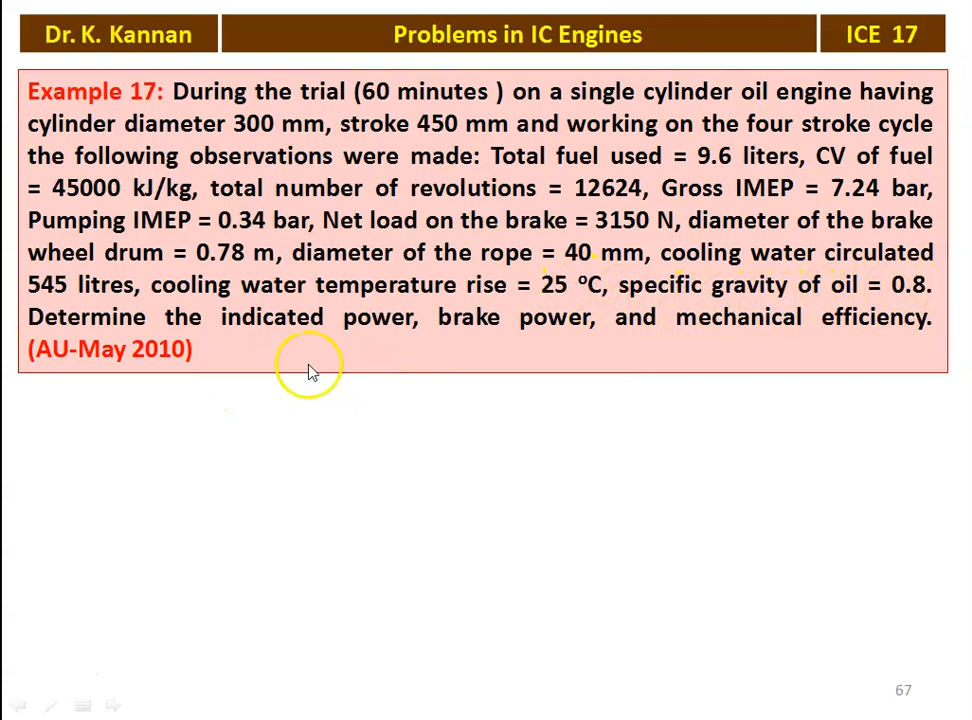 Dr. K. Kannan
Problems in IC Engines
ICE 17
Example 17: During the trial (60 minutes ) on a single cylinder oil engine having
cylinder diameter 300 mm, stroke 450 mm and working on the four stroke cycle
the following observations were made: Total fuel used = 9.6 liters, CV of fuel
= 45000 kJ/kg, total number of revolutions = 12624, Gross IMEP = 7.24 bar,
Pumping IMEP = 0.34 bar, Net load on the brake = 3150 N, diameter of the brake
wheel drum = 0.78 m, diameter of the rope = 40 mm, cooling water circulated
545 litres, cooling water temperature rise = 25 ºC, specific gravity of oil = 0.8.
Determine the indicated power, brake power, and mechanical efficiency.
(AU-May 2010)
67